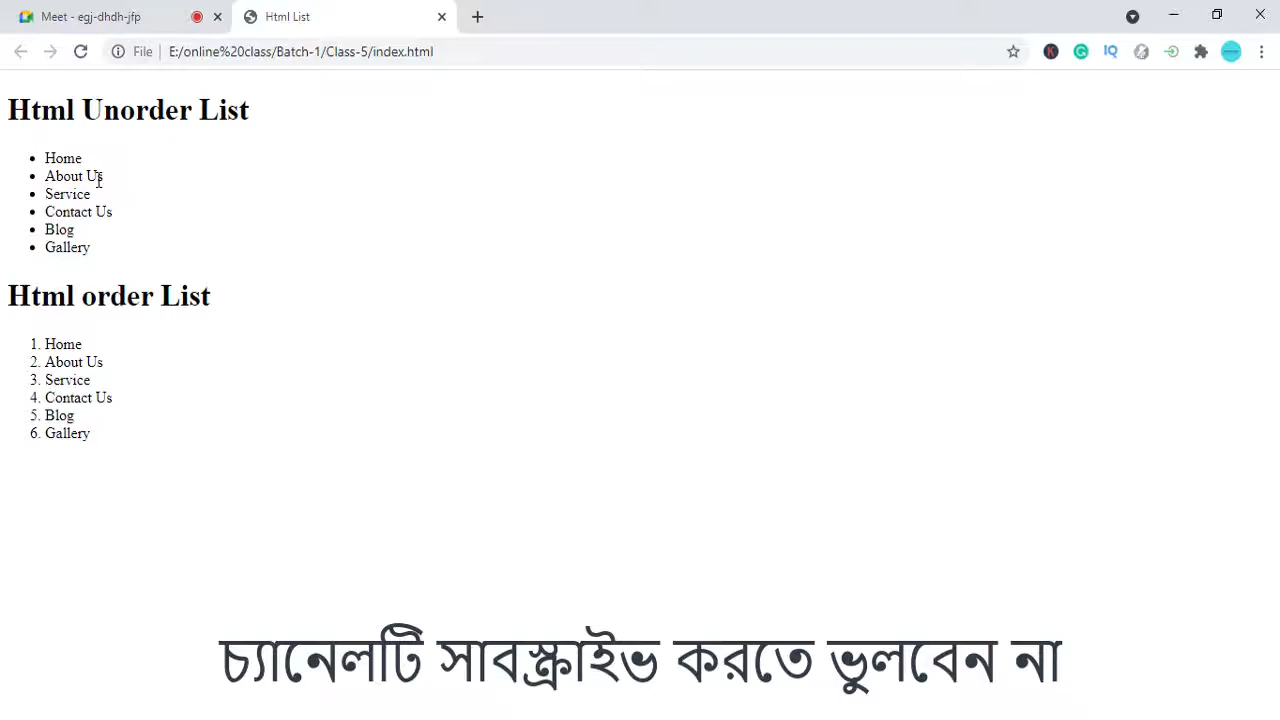 Meet - egj-dhdh-jfp
Html List
File
E:/online%20class/Batch-1/Class-5/index.html
IQ
Html Unorder List
Home
About Us
Service
Contact Us
Blog
Gallery
Html order List
1. Home
2. About Us
3. Service
4. Contact Us
5. Blog
6. Gallery
চ্যানেলটি সাবস্ক্রাইভ করতে ভুলবেন না